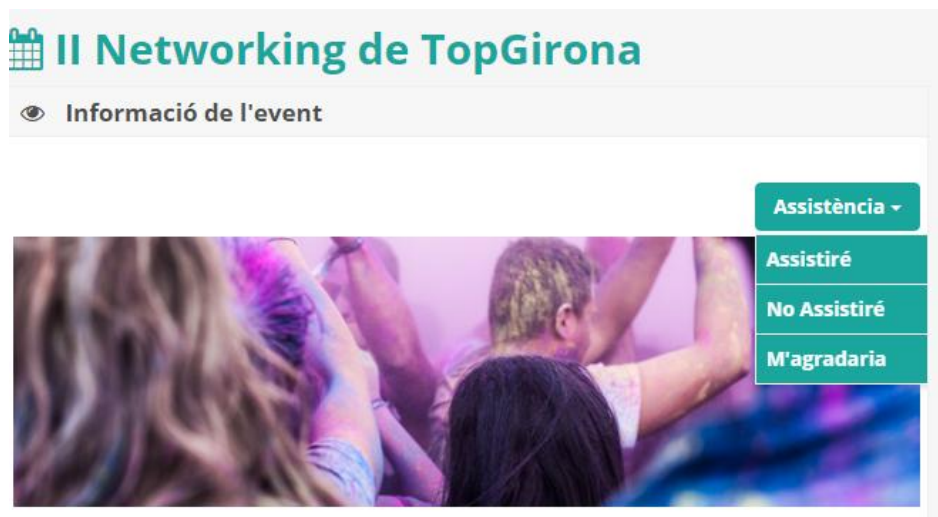 II Networking de TopGirona
Informació de l'event
Assistència
Assistiré
No Assistiré
M'agradaria